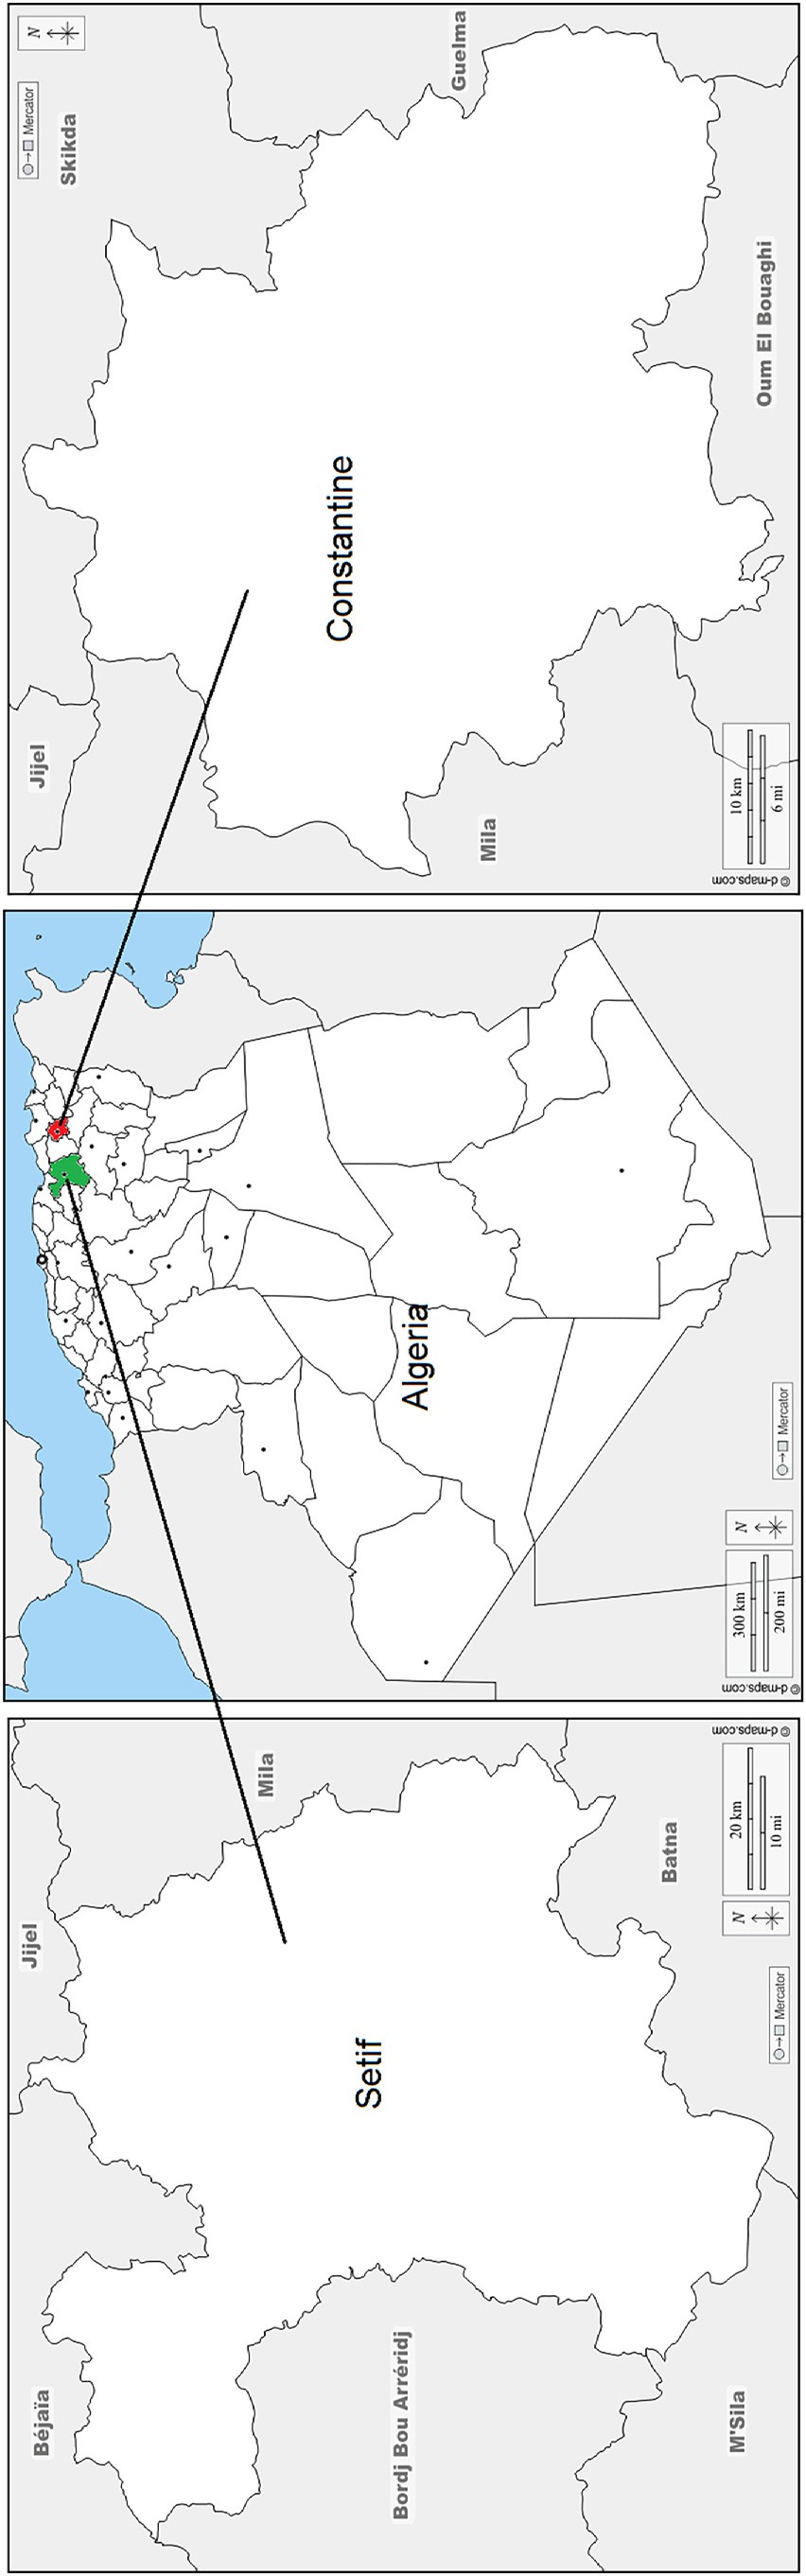 Béjaïa
Jijel
Mila
Setif
Bordj Bou Arréridj
M'Sila
Batna
Mercator
N
20 km
10 mi
© d-maps.com
Algeria
300 km
200 mi
© d-maps.com
N
Mercator
Jijel
Skikda
Mercator
N
Guelma
Constantine
Mila
Oum El Bouaghi
10 km
6 mi
© d-maps.com